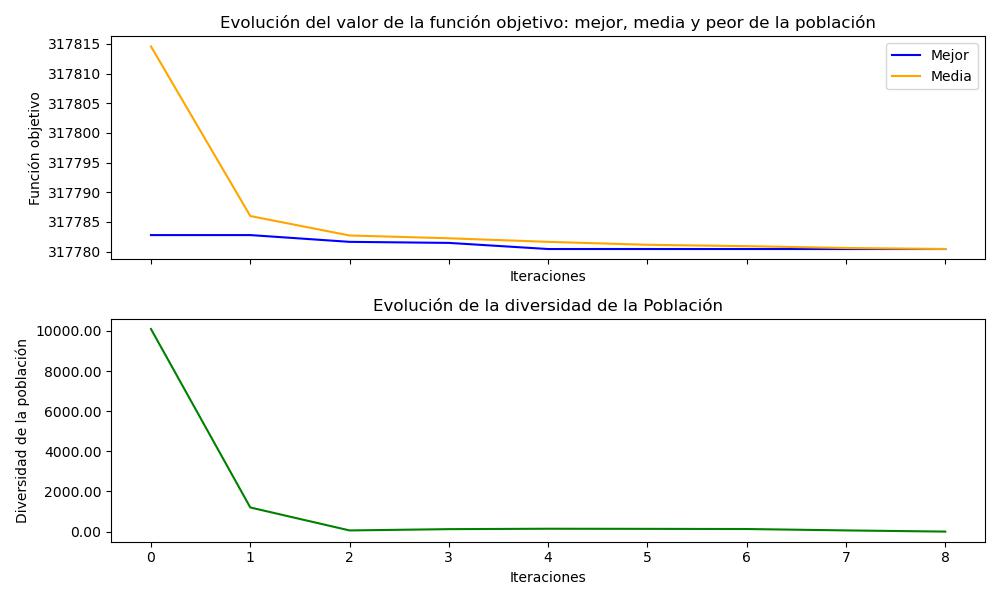 Evolución del valor de la función objetivo: mejor, media y peor de la población
317815
317810
317805
317800
317795
317790
317785
317780
Función objetivo
Mejor
Media
Iteraciones
Evolución de la diversidad de la Población
10000.00
8000.00
6000.00
4000.00
2000.00
0.00
Diversidad de la población
0 1 2 3 4 5 6 7 8
Iteraciones